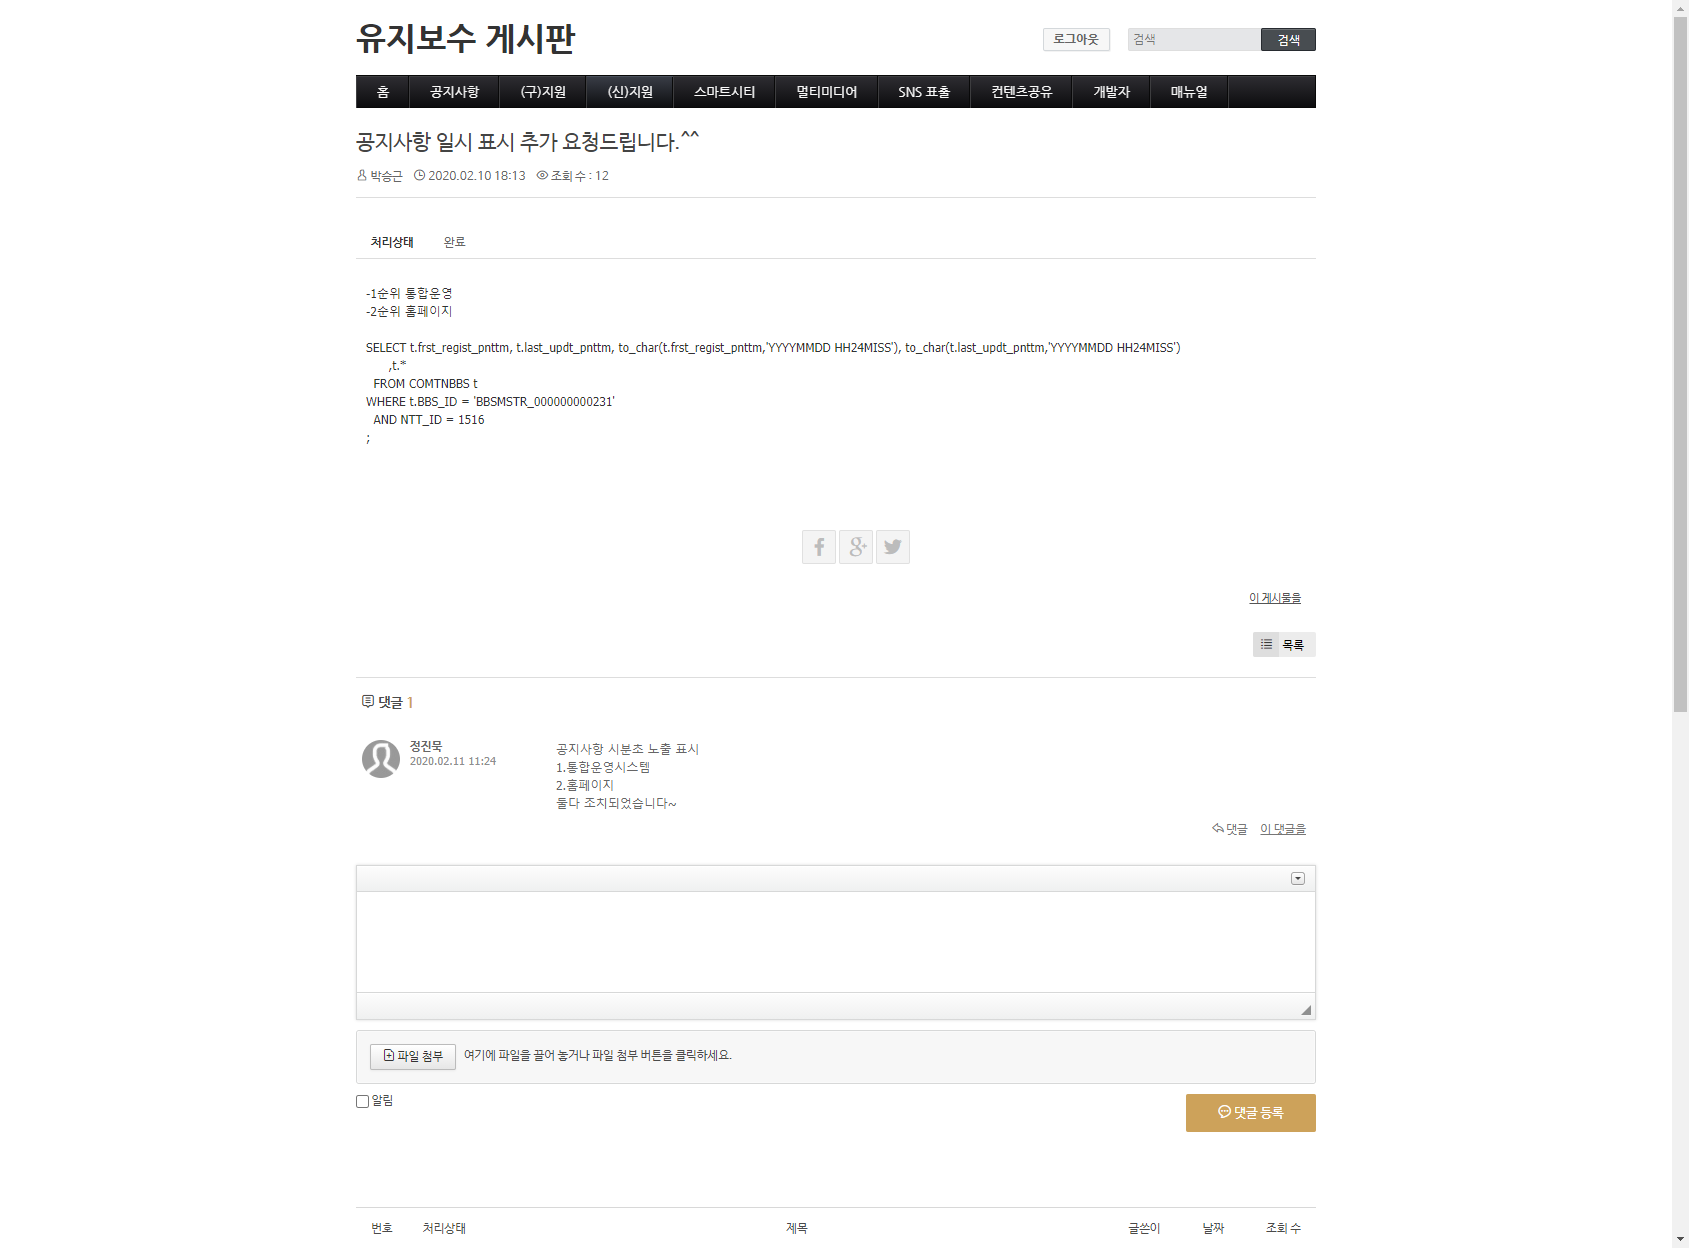 유지보수 게시판
로그아웃 검색 검색
홈 공지사항 (구)지원 (신)지원 스마트시티 멀티미디어 SNS 표출 컨텐츠공유 개발자 매뉴얼
공지사항 일시 표시 추가 요청드립니다.^^
박승근 2020.02.10 18:13 조회 수 : 12
처리상태 완료
-1순위 통합운영
-2순위 홈페이지
SELECT t.frst_regist_pnttm, t.last_updt_pnttm, to_char(t.frst_regist_pnttm,'YYYYMMDD HH24MISS'), to_char(t.last_updt_pnttm,'YYYYMMDD HH24MISS')
,t.*
FROM COMTNBBS t
WHERE t.BBS_ID = 'BBSMSTR_000000000231'
AND NTT_ID = 1516
;
이 게시물을
목록
댓글 1
정진묵
2020.02.11 11:24
공지사항 시분초 노출 표시
1.통합운영시스템
2.홈페이지
둘다 조치되었습니다~
댓글 이 댓글을
파일 첨부 여기에 파일을 끌어 놓거나 파일 첨부 버튼을 클릭하세요.
알림
댓글 등록
번호 처리상태 제목 글쓴이 날짜 조회 수